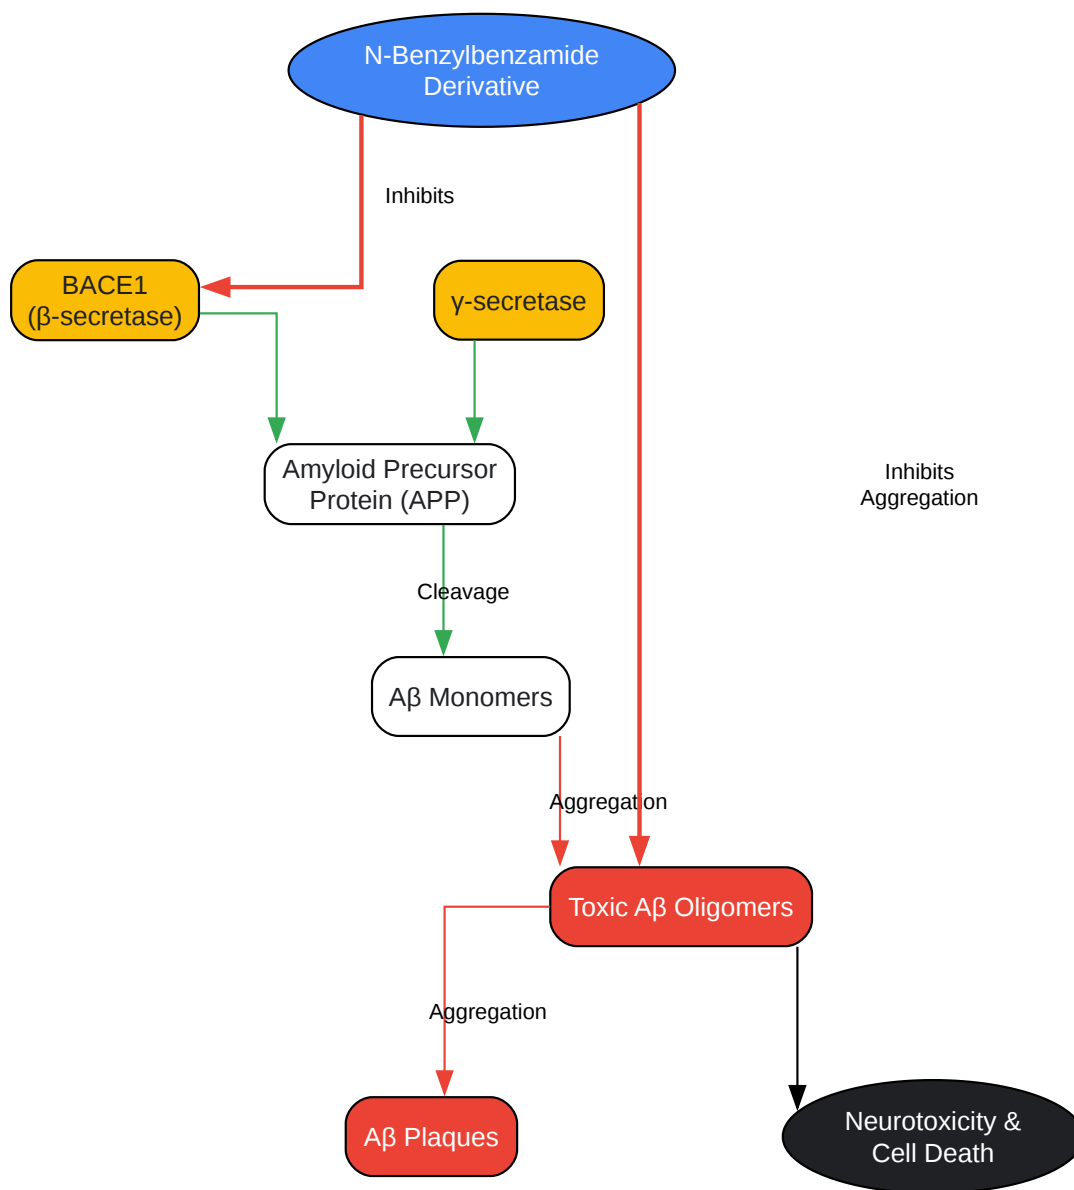 N-Benzylbenzamide
Derivative
Inhibits
BACE1
(β-secretase)
γ-secretase
Amyloid Precursor
Protein (APP)
Inhibits
Aggregation
Cleavage
Aβ Monomers
Aggregation
Toxic Aβ Oligomers
Aggregation
Aβ Plaques
Neurotoxicity &
Cell Death